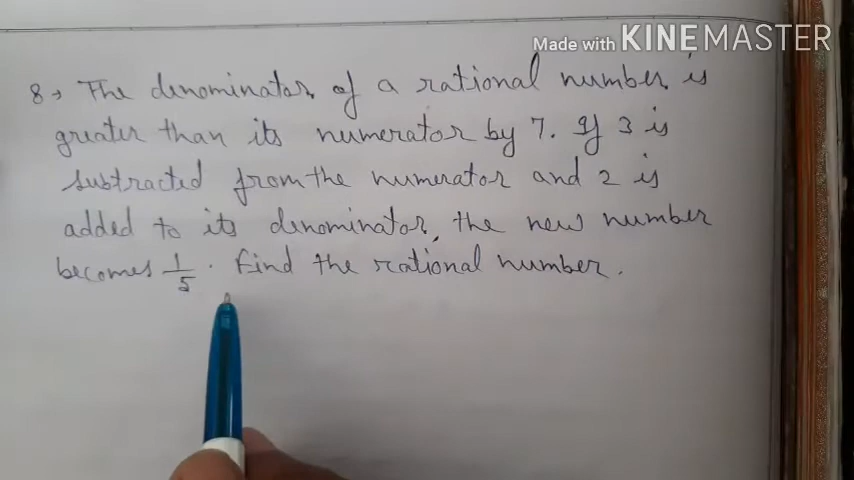 Made with KINEMASTER
8→ The denominator of a rational number is
greater than its numerator by 7. If 3 is
subtracted from the numerator and 2 is
added to its denominator, the new number
becomes 1/5. Find the rational number.